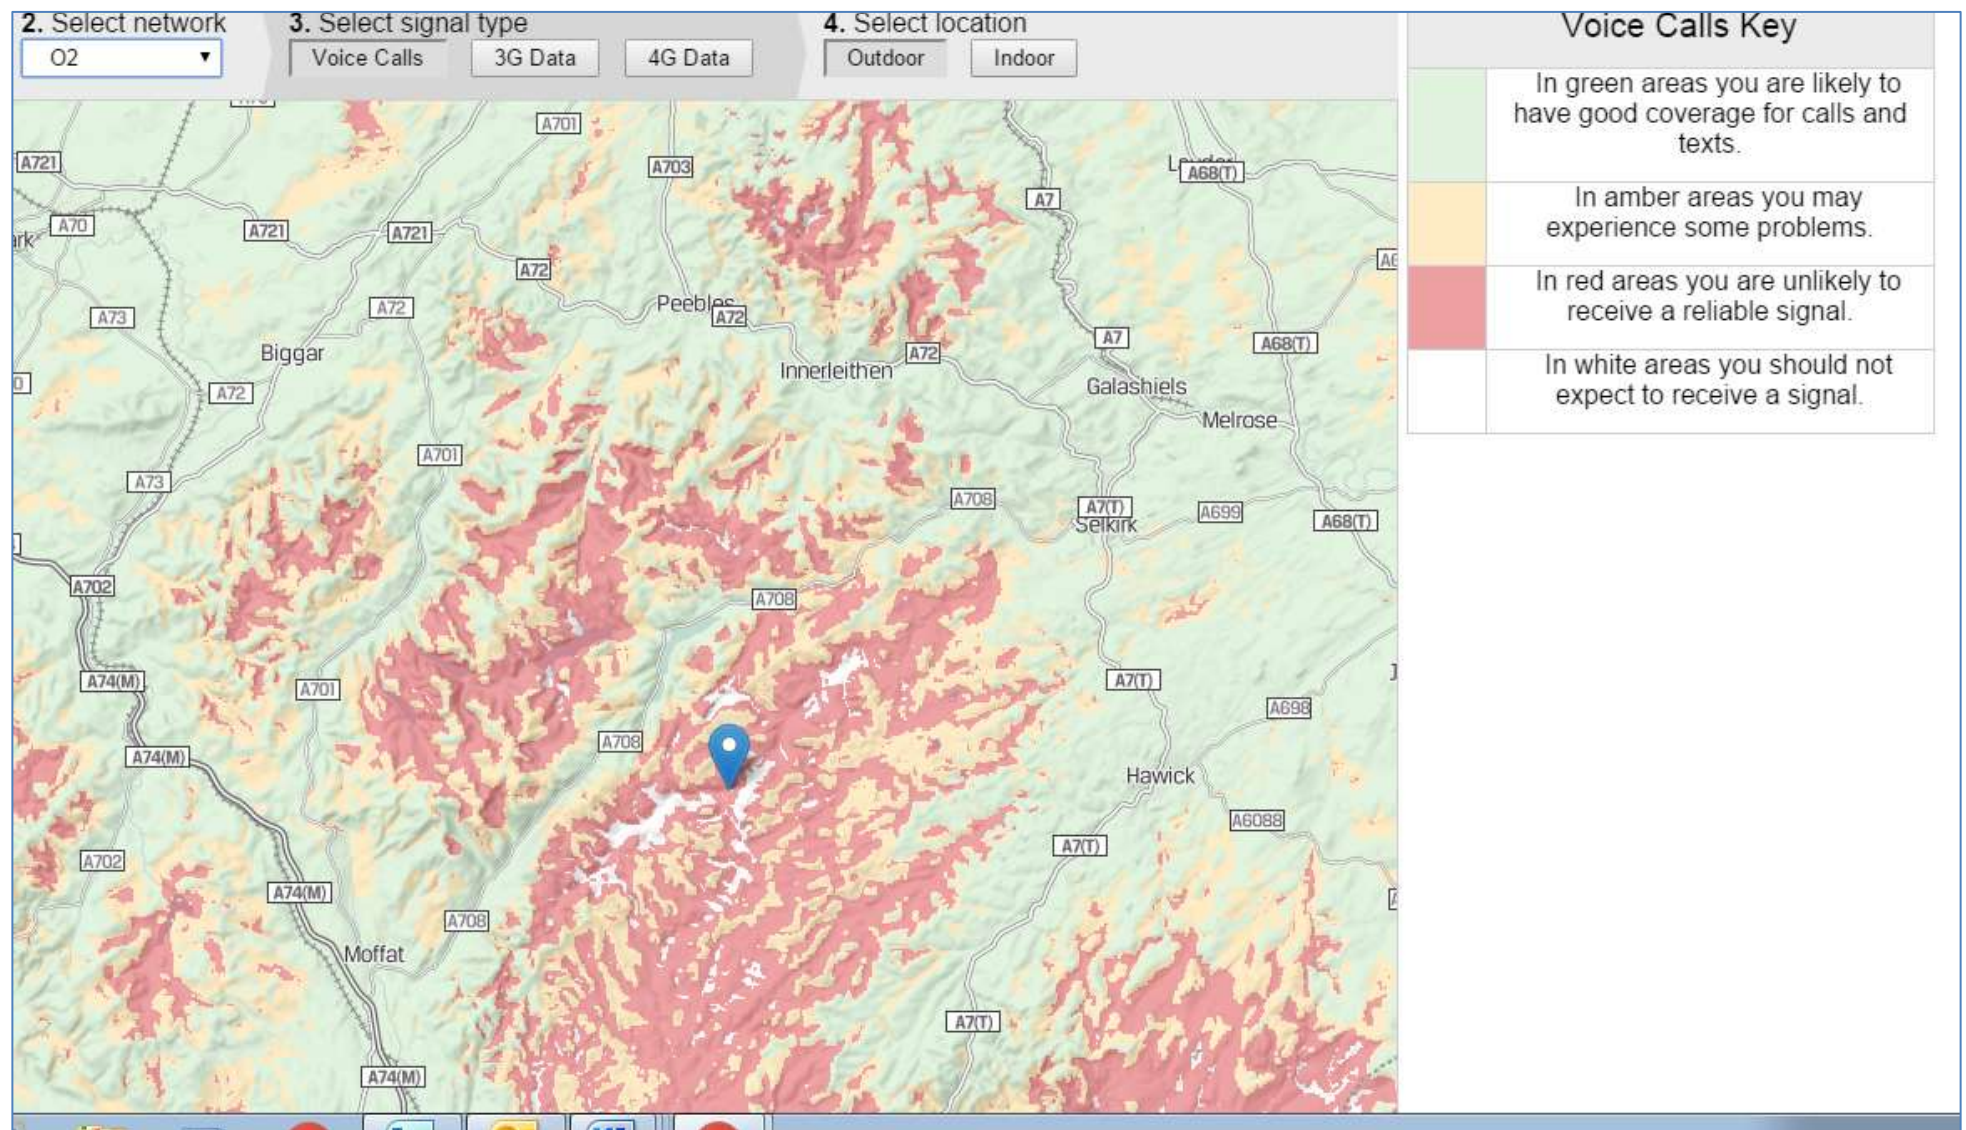 2. Select network
O2
3. Select signal type
Voice Calls
3G Data
4G Data
4. Select location
Outdoor
Indoor
Voice Calls Key
In green areas you are likely to
have good coverage for calls and
texts.
In amber areas you may
experience some problems.
In red areas you are unlikely to
receive a reliable signal.
In white areas you should not
expect to receive a signal.
A701
A721
A703
A68(T)
A7
A70
A721
A721
A72
A73
A72
Peebles
A72
A7
A68(T)
Biggar
Innerleithen
A72
Galashiels
A72
Melrose
A701
A73
A708
A7(T)
Selkirk
A699
A68(T)
A702
A708
A74(M)
A701
A7(T)
A698
A74(M)
A708
Hawick
A6088
A7(T)
A702
A74(M)
A708
Moffat
A7(T)
A74(M)